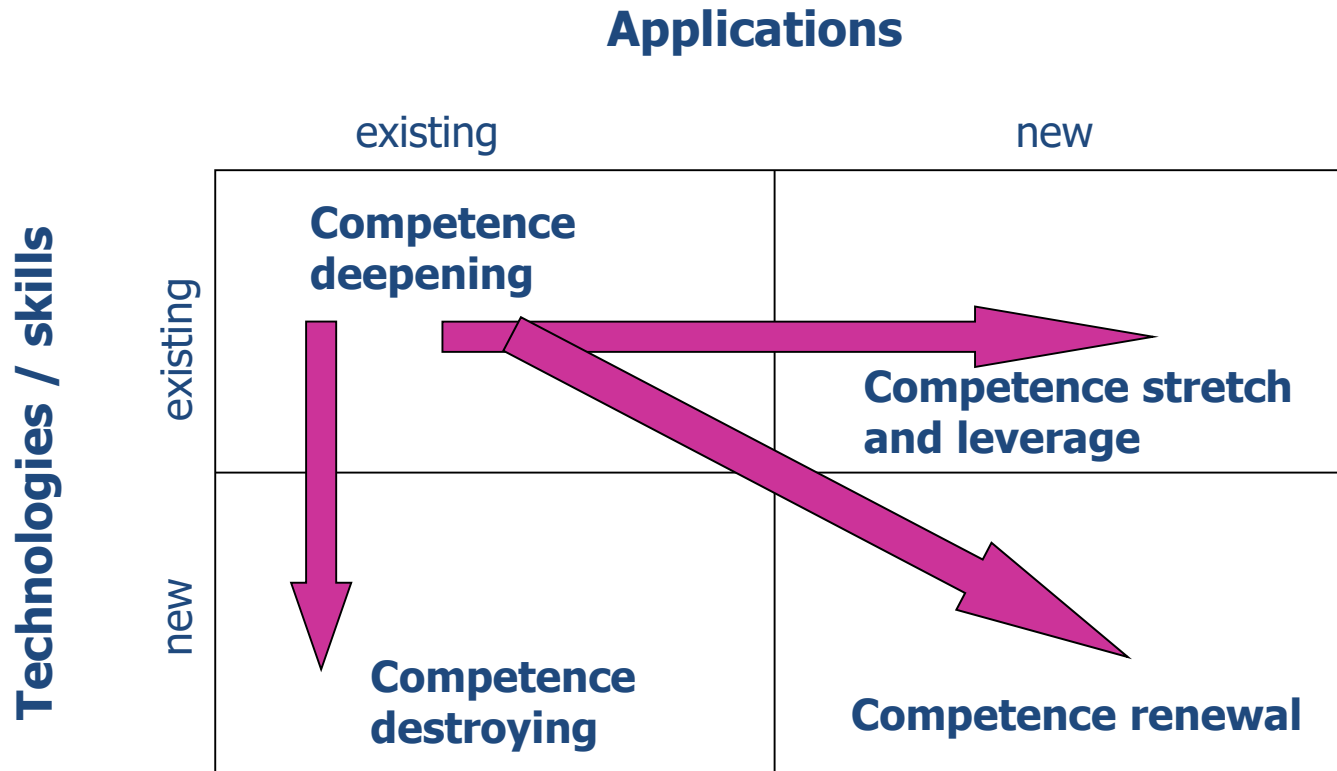 Applications
existing
new
Technologies / skills
existing
Competence
deepening
Competence stretch
and leverage
new
Competence
destroying
Competence renewal